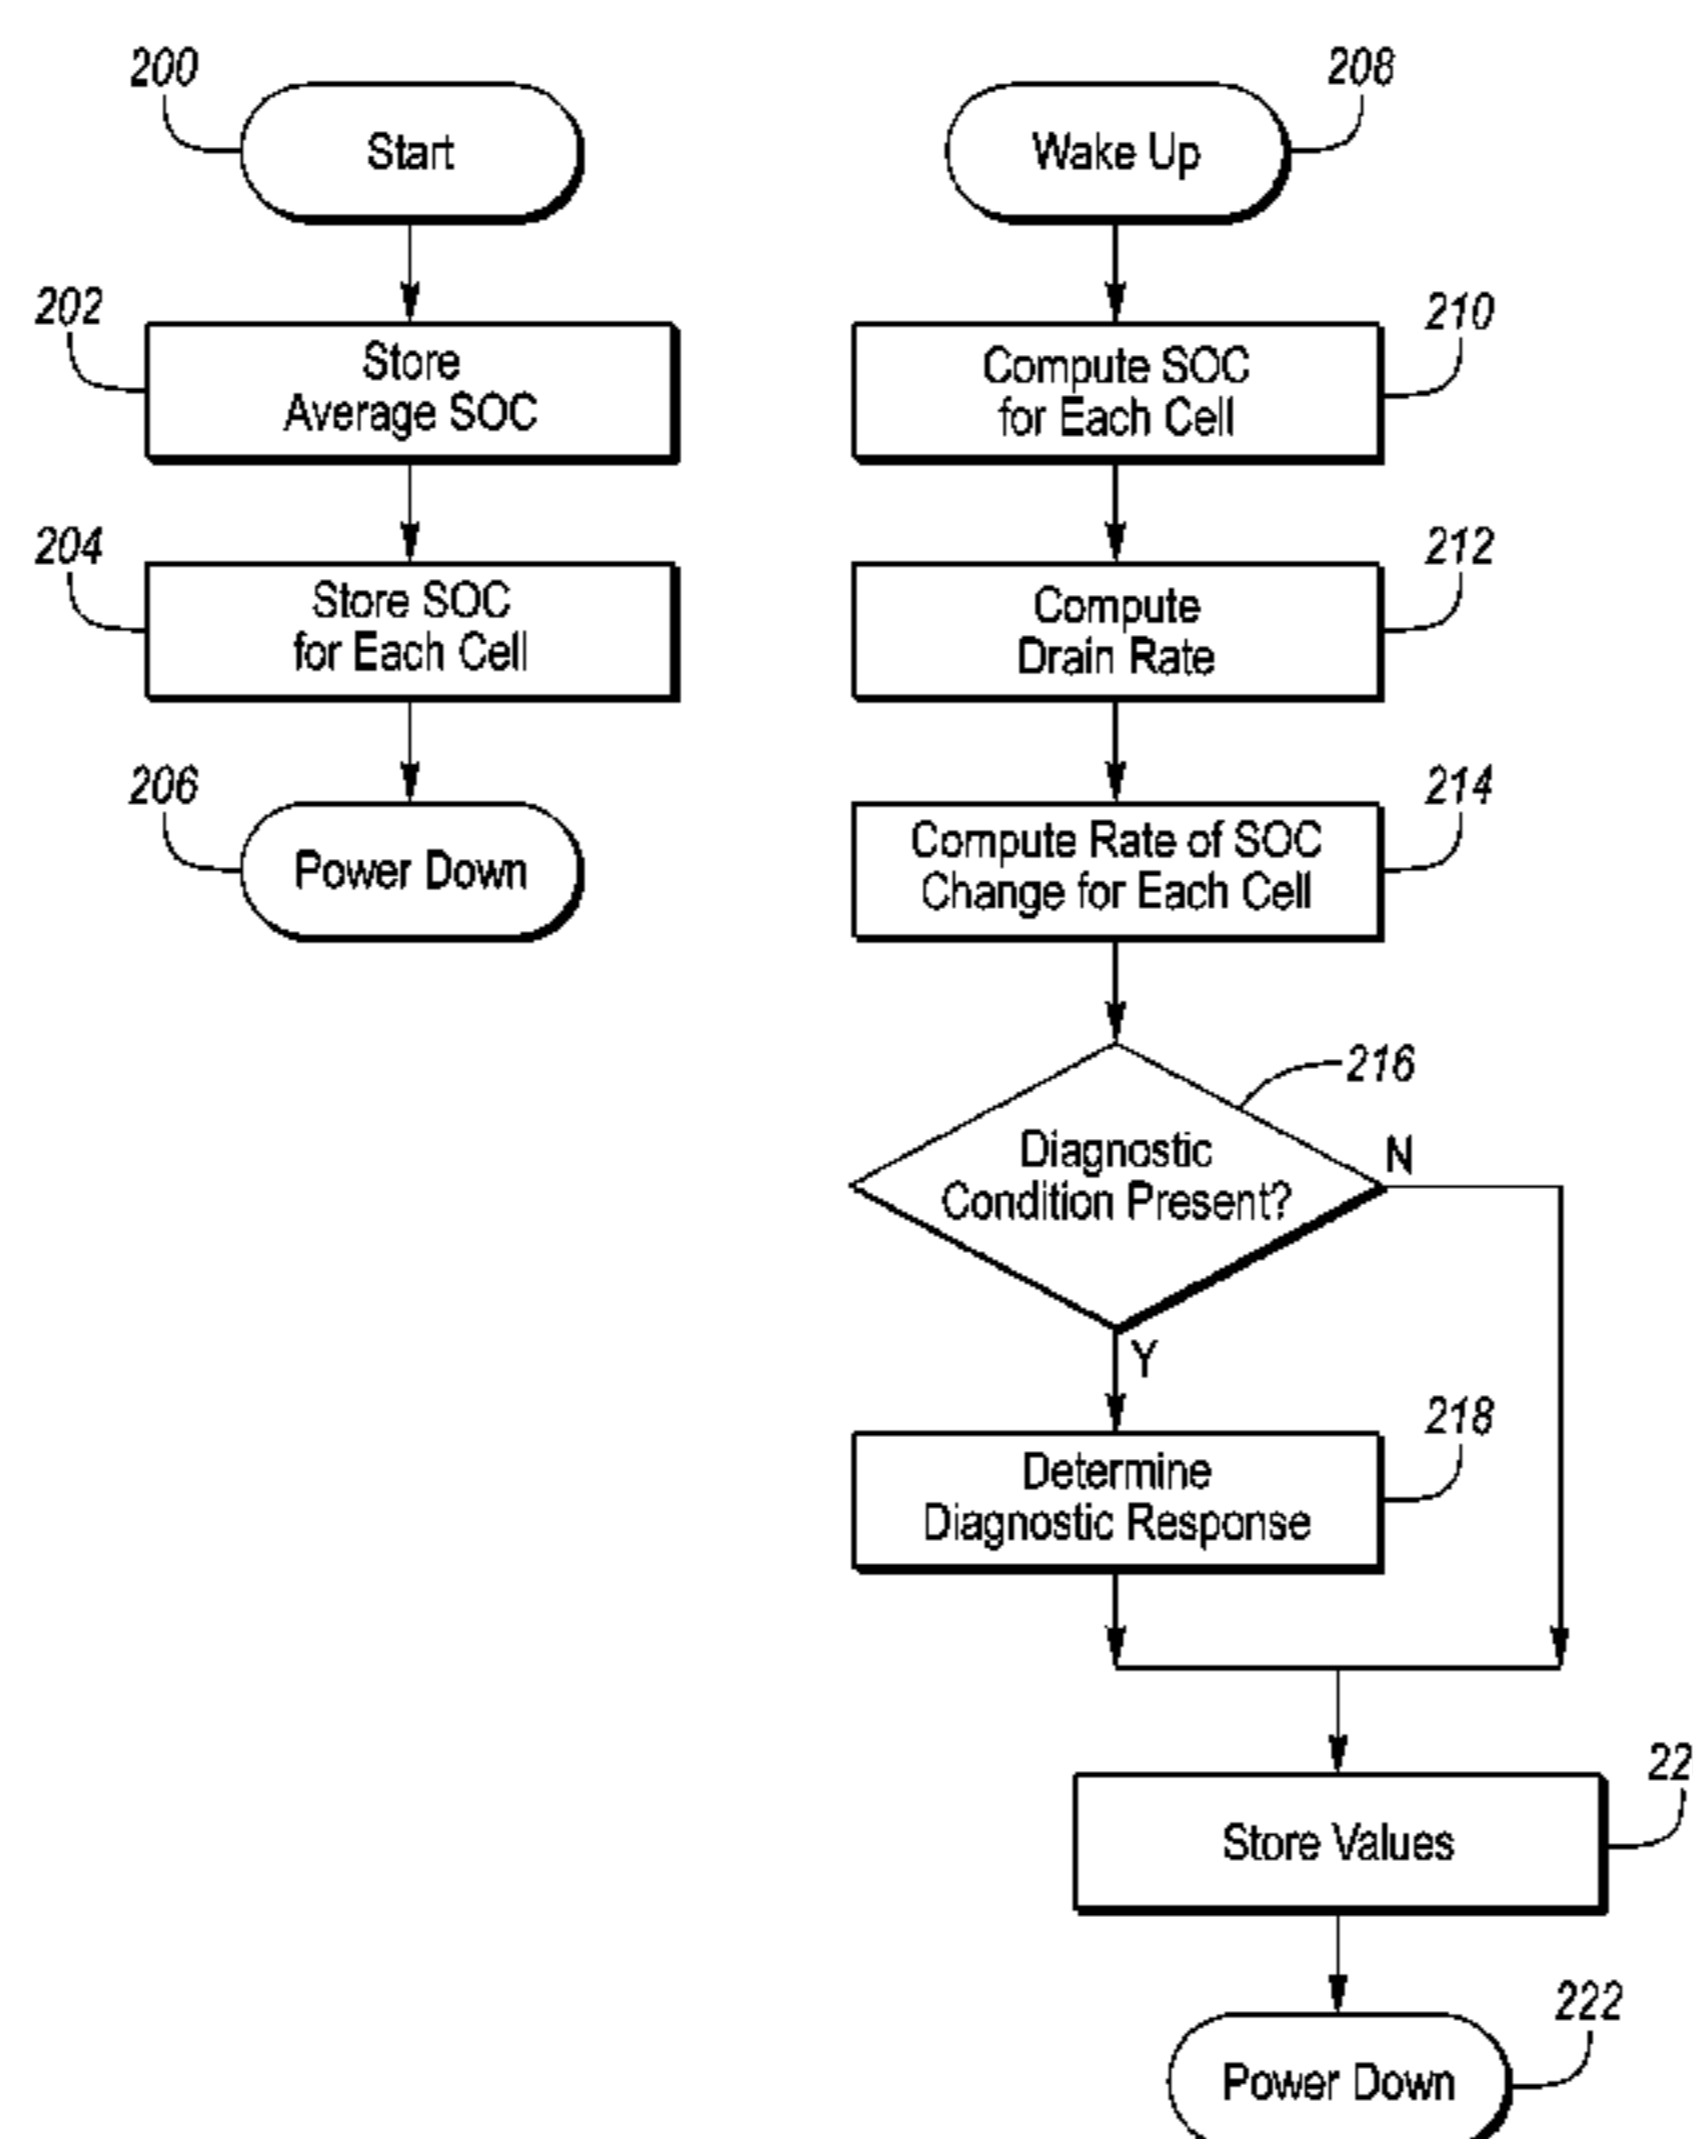 200
Start
202
Store
Average SOC
204
Store SOC
for Each Cell
206
Power Down
208
Wake Up
210
Compute SOC
for Each Cell
212
Compute
Drain Rate
214
Compute Rate of SOC
Change for Each Cell
216
Diagnostic
Condition Present?
N
Y
218
Determine
Diagnostic Response
22
Store Values
222
Power Down